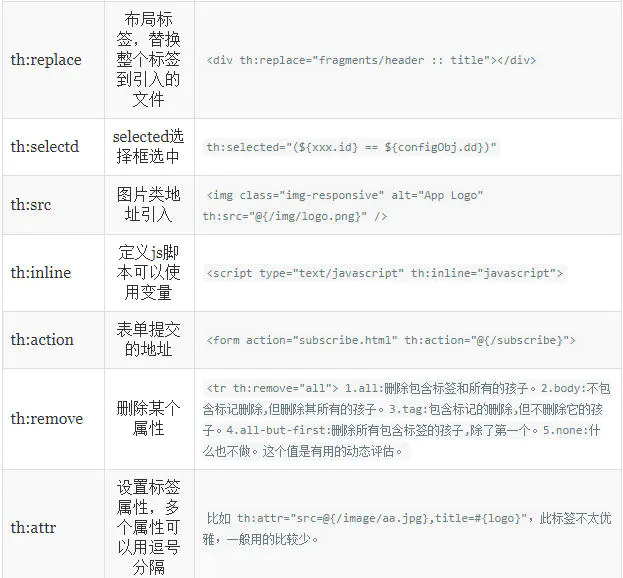 th:replace
布局标
签，替换
整个标签
到引入的
文件
<div th:replace="fragments/header :: title"></div>
th:selectd
selected选
择框选中
th:selected="(${xxx.id} == ${configObj.dd})"
th:src
图片类地
址引入
<img class="img-responsive" alt="App Logo"
th:src="@{/img/logo.png}" />
th:inline
定义js脚
本可以使
用变量
<script type="text/javascript" th:inline="javascript">
th:action
表单提交
的地址
<form action="subscribe.html" th:action="@{/subscribe}">
th:remove
删除某个
属性
<tr th:remove="all"> 1.all:删除包含标签和所有的孩子。2.body:不包
含标记删除,但删除其所有的孩子。3.tag:包含标记的删除,但不删除它的孩
子。4.all-but-first:删除所有包含标签的孩子,除了第一个。5.none:什
么也不做。这个值是有用的动态评估。
th:attr
设置标签
属性，多
个属性可
以用逗号
分隔
比如 th:attr="src=@{/image/aa.jpg},title=#{logo}"，此标签不太优
雅，一般用的比较少。